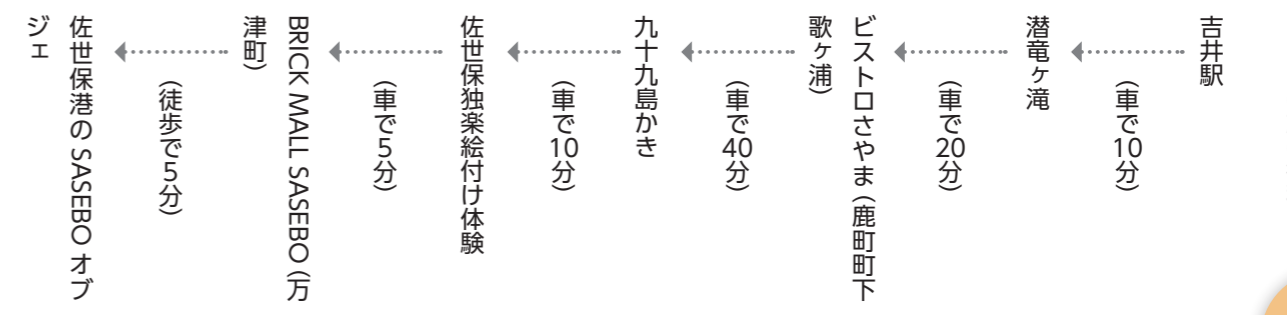 吉井駅
(車で10分)
潜竜ヶ滝
(車で20分)
ビストロさやま(鹿町町下
歌ヶ浦)
(車で40分)
九十九島かき
(車で10分)
佐世保独楽絵付け体験
(車で5分)
BRICK MALL SASEBO(万
津町)
(徒歩で5分)
佐世保港の SASEBO オブ
ジェ